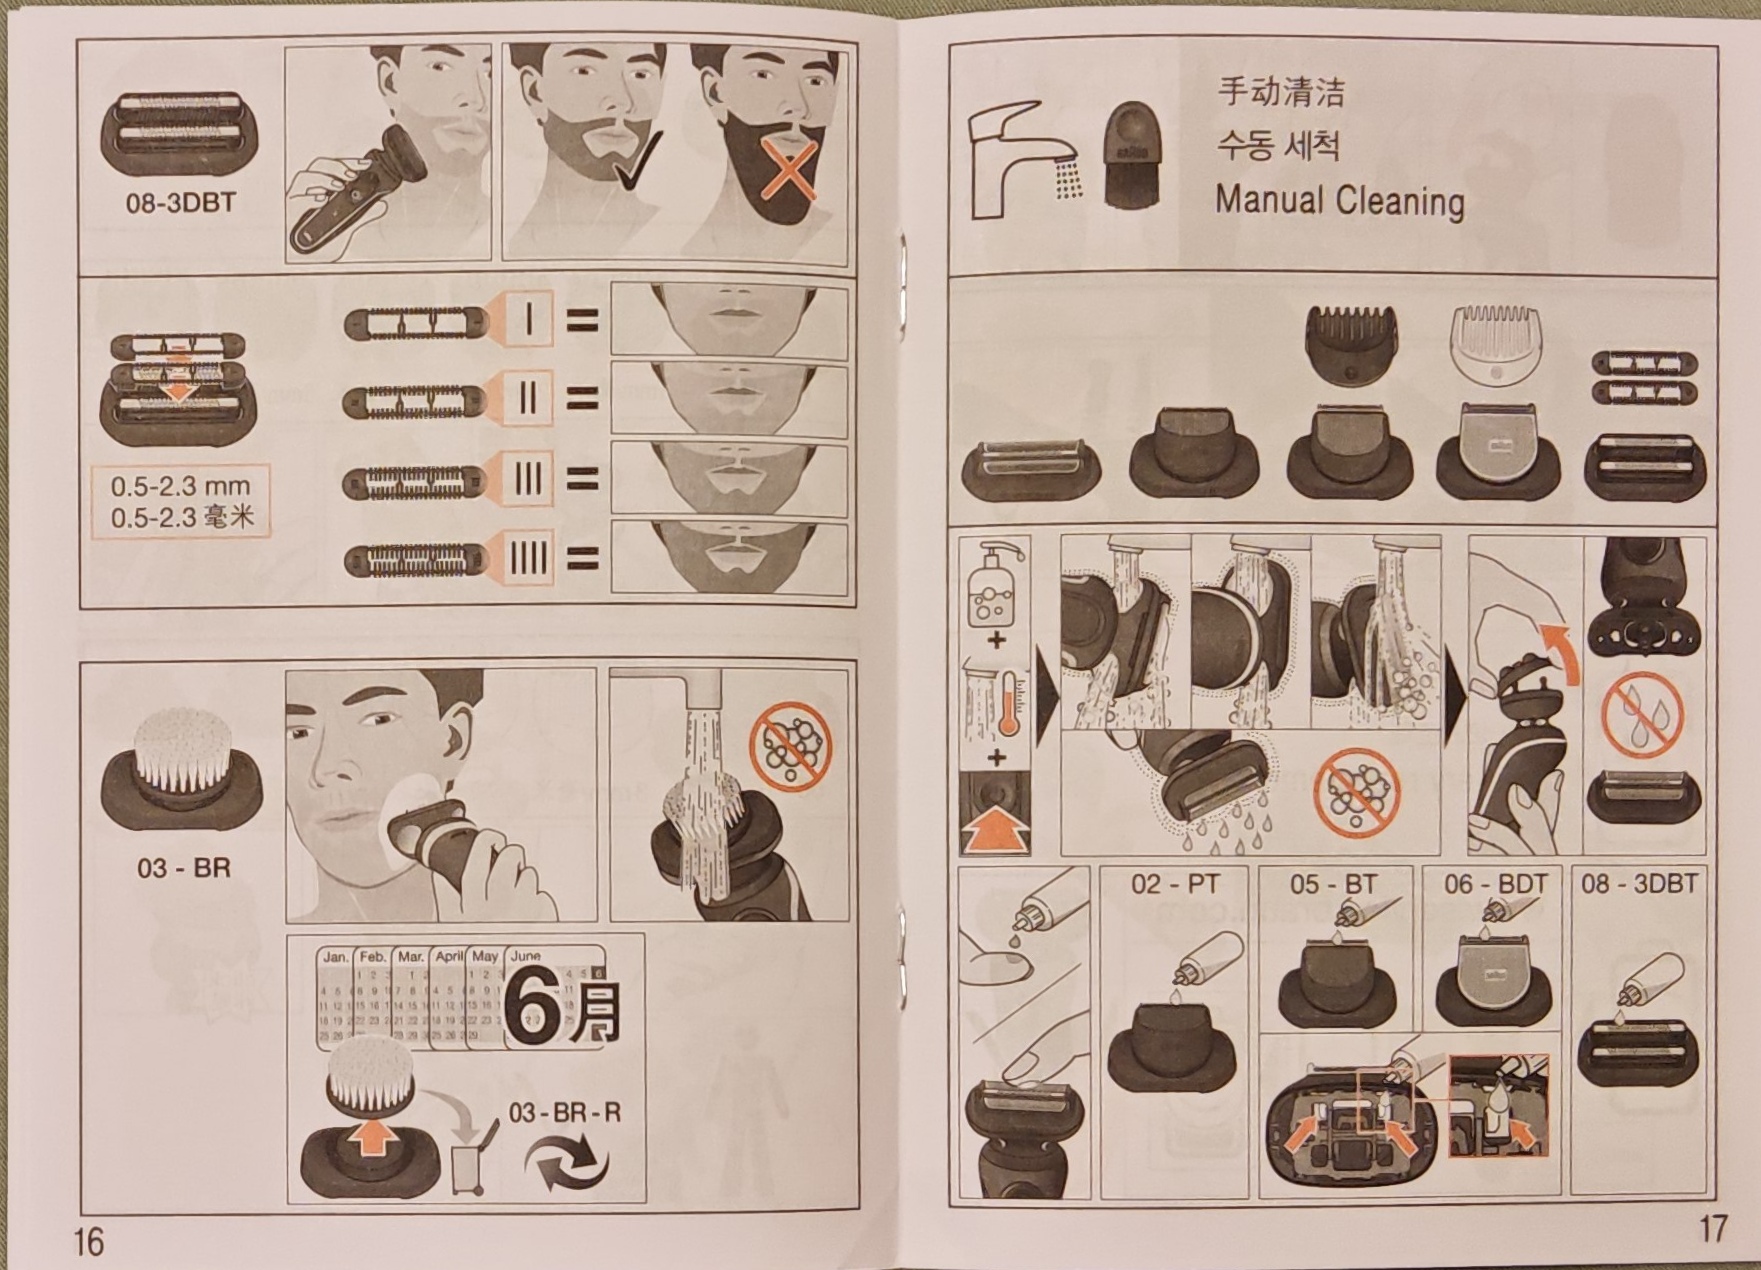 08-3DBT
I =
II =
III =
IIII =
0.5-2.3 mm
0.5-2.3 毫米
03 - BR
Jan. Feb. Mar. April May June
6月
03 - BR - R
16
手动清洁
수동 세척
Manual Cleaning
+
+
02 - PT
05 - BT
06 - BDT
08 - 3DBT
17